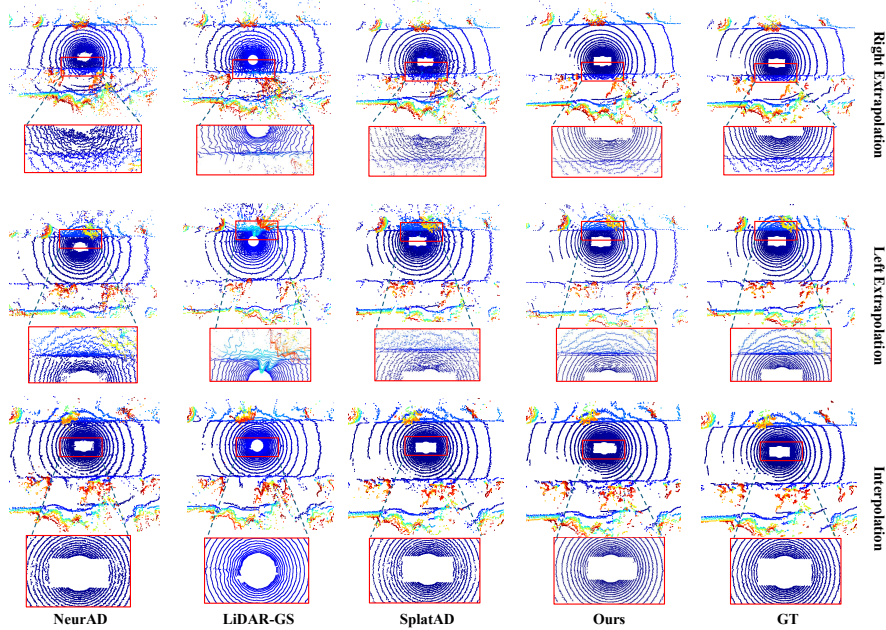 Right Extrapolation
Left Extrapolation
Interpolation
NeurAD
LiDAR-GS
SplatAD
Ours
GT